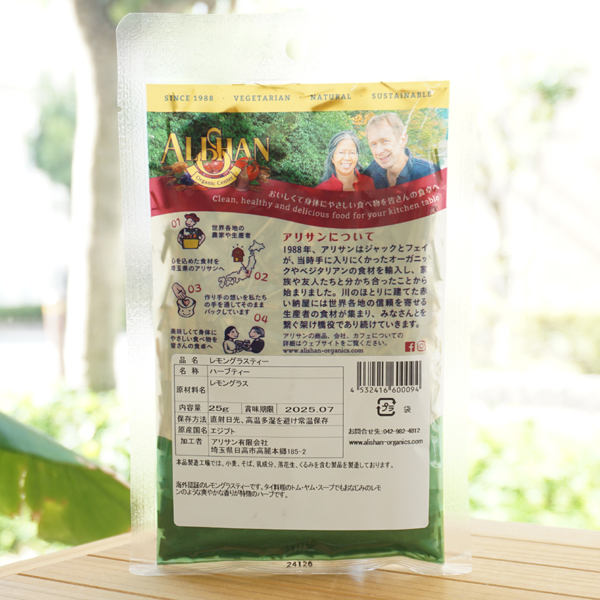 SINCE 1988 · VEGETARIAN · NATURAL · SUSTAINABLE
ALISHAN
Organic Center
おいしくて身体にやさしい食べ物を皆さんの食卓へ
Clean, healthy and delicious food for your kitchen table
01
世界各地の
農家や生産者
心を込めた食材を
埼玉県のアリサンへ
02
03
作り手の想いを私たち
の手を通してそのまま
パックしています
美味しくて身体に
やさしい食べ物を
皆さんの食卓へ
04
アリサンについて
1988年、アリサンはジャックとフェイ
が、当時手に入りにくかったオーガニッ
クやベジタリアンの食材を輸入し、家
族や友人たちと分かち合ったことから
始まりました。川のほとりに建てた赤
い納屋には世界各地の信頼を寄せる
生産者の食材が集まり、みなさんとを
繋ぐ架け橋役であり続けていきます。
アリサンの商品、会社、カフェについての
詳細はウェブサイトをご覧ください。
www.alishan-organics.com
品 名 レモングラスティー
名 称 ハーブティー
原材料名 レモングラス
内容量 25g 賞味期限 2025.07
保存方法 直射日光、高温多湿を避け常温保存
原産国名 エジプト
加工者 アリサン有限会社
埼玉県日高市高麗本郷185-2
4532416600094
プラ 袋
お問合せ先:042-982-4812
www.alishan-organics.com
本品製造工場では、小麦、そば、乳成分、落花生、くるみを含む製品を製造しております。
海外認証のレモングラスティーです。タイ料理のトム・ヤム・スープでもおなじみのレモ
ンのような爽やかな香りが特徴のハーブです。
24126